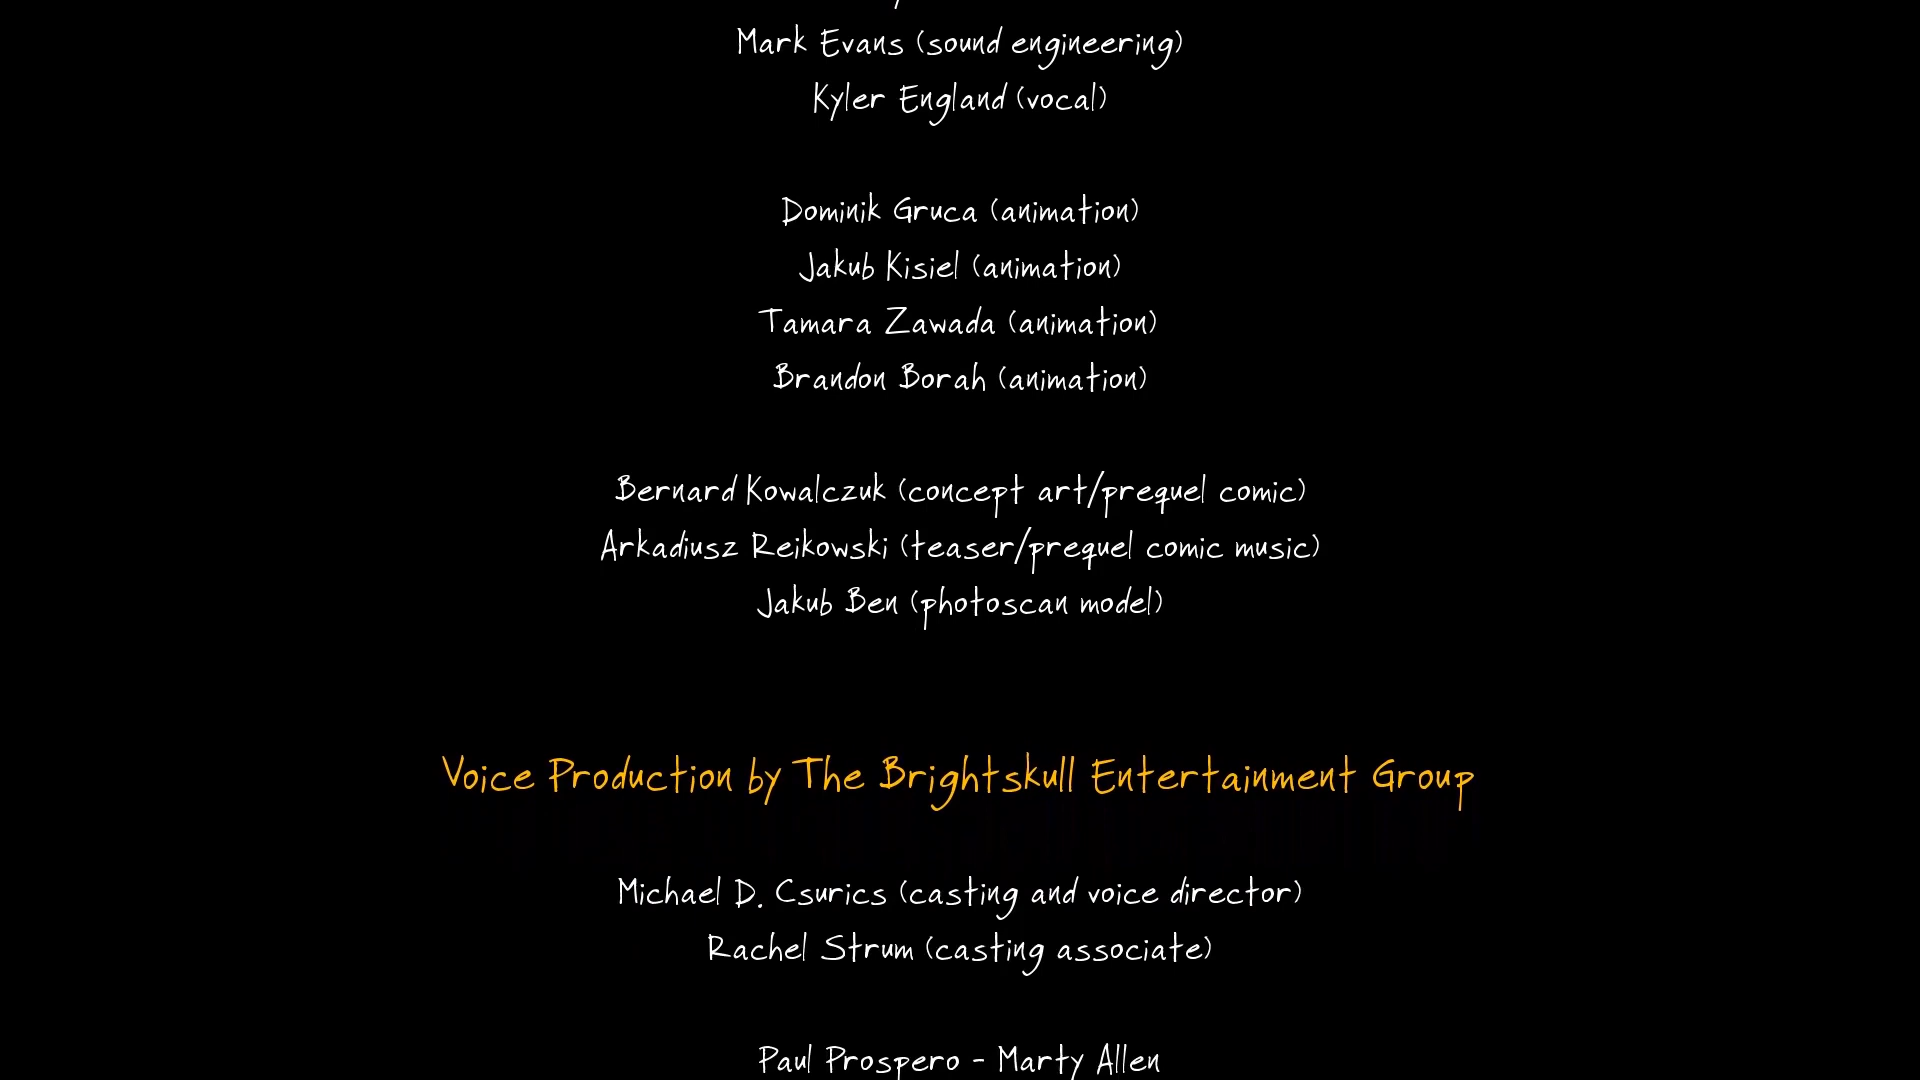 Mark Evans (sound engineering)
Kyler England (vocal)
Dominik Gruca (animation)
Jakub Kisiel (animation)
Tamara Zawada (animation)
Brandon Borah (animation)
Bernard Kowalczuk (concept art/prequel comic)
Arkadiusz Reikowski (teaser/prequel comic music)
Jakub Ben (photoscan model)
Voice Production by The Brightskull Entertainment Group
Michael D. Csurics (casting and voice director)
Rachel Strum (casting associate)
Paul Prospero - Marty Allen